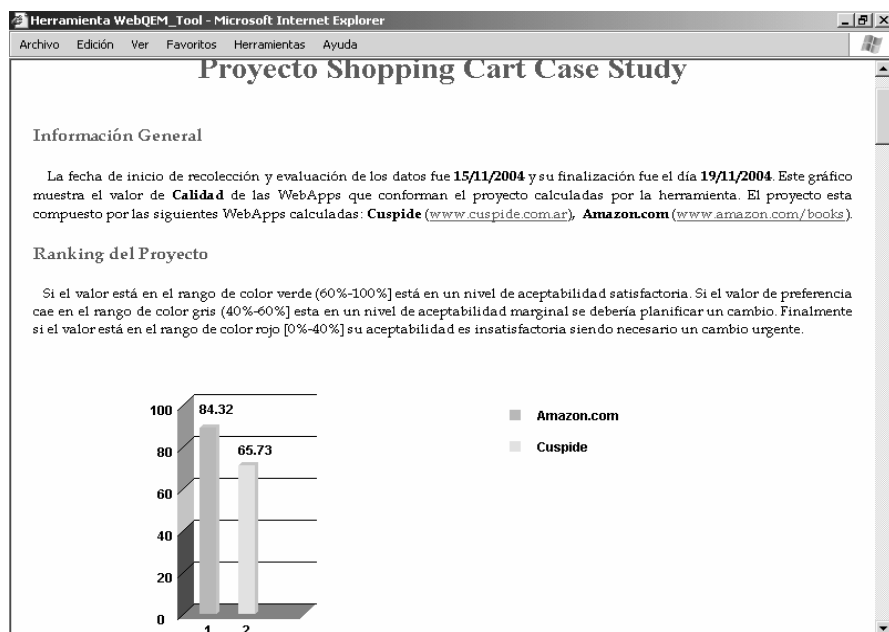 Herramienta WebQEM_Tool - Microsoft Internet Explorer
Archivo Edición Ver Favoritos Herramientas Ayuda
Proyecto Shopping Cart Case Study
Información General
La fecha de inicio de recolección y evaluación de los datos fue 15/11/2004 y su finalización fue el día 19/11/2004. Este gráfico
muestra el valor de Calidad de las WebApps que conforman el proyecto calculadas por la herramienta. El proyecto esta
compuesto por las siguientes WebApps calculadas: Cuspide (www.cuspide.com.ar), Amazon.com (www.amazon.com/books).
Ranking del Proyecto
Si el valor está en el rango de color verde (60%-100%] está en un nivel de aceptabilidad satisfactoria. Si el valor de preferencia
cae en el rango de color gris (40%-60%] esta en un nivel de aceptabilidad marginal se debería planificar un cambio. Finalmente
si el valor está en el rango de color rojo [0%-40%] su aceptabilidad es insatisfactoria siendo necesario un cambio urgente.
100
84.32
Amazon.com
80
65.73
Cuspide
60
40
20
0
1 2